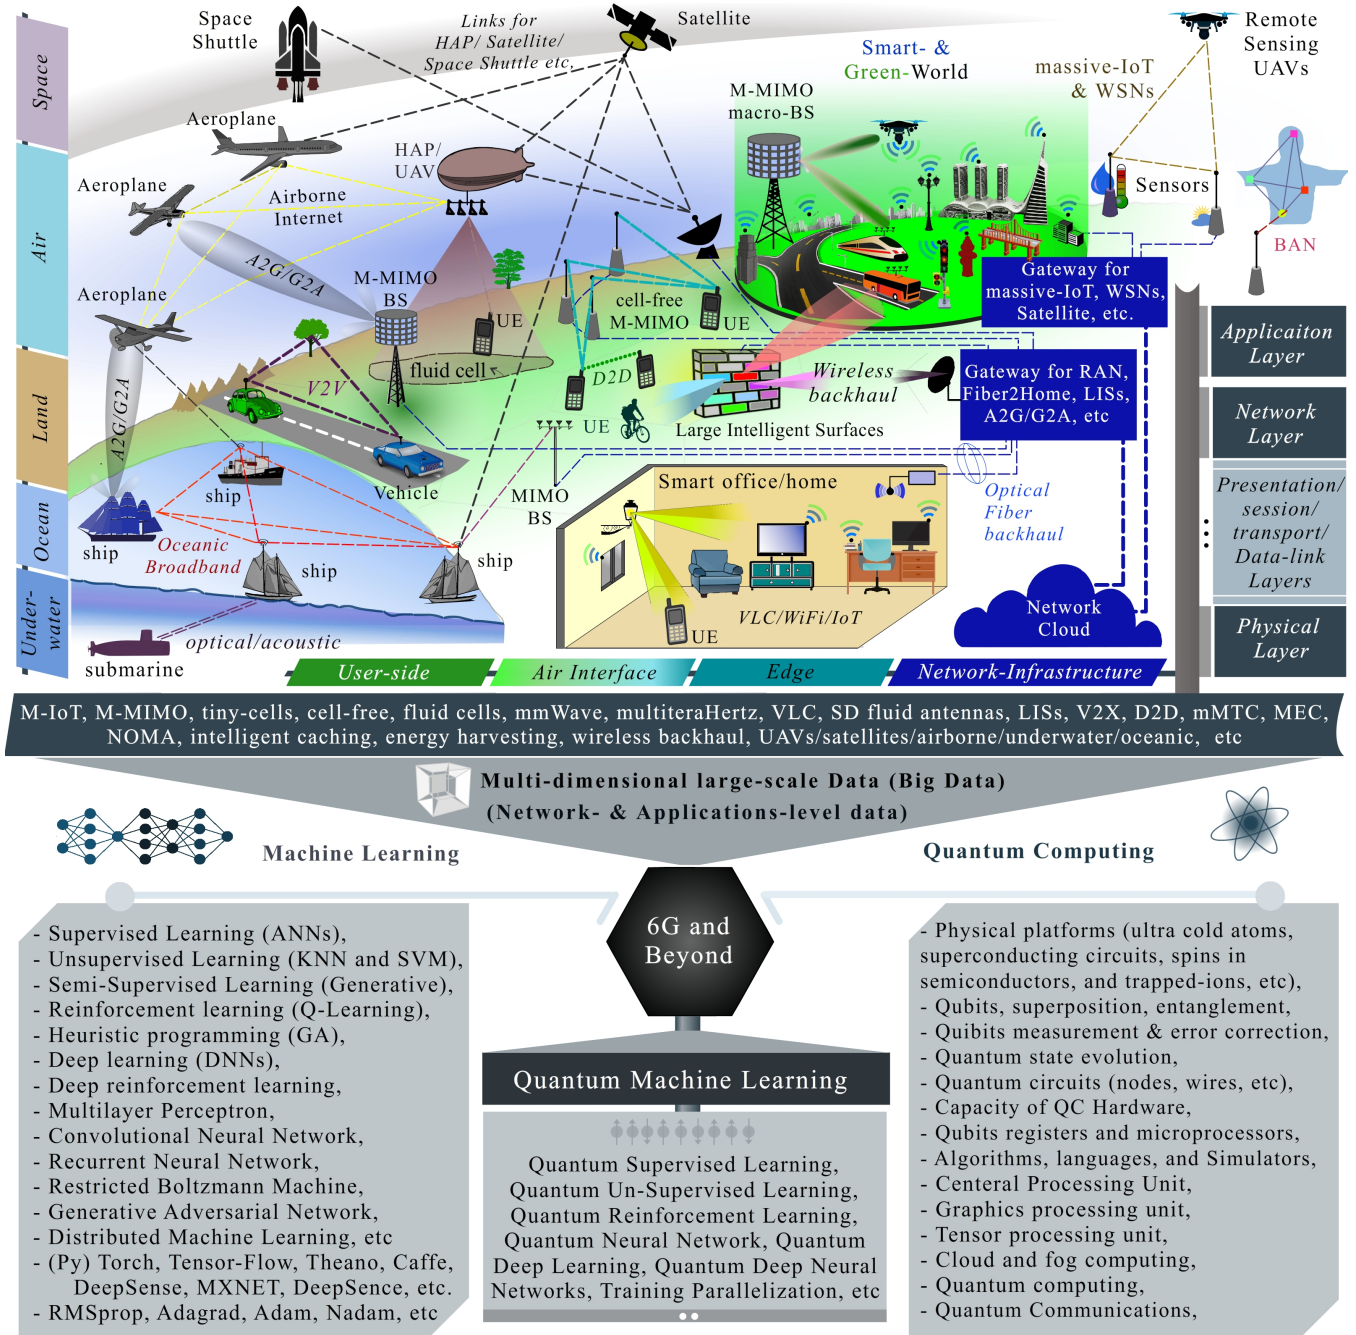 Space
Air
Land
Ocean
Under-
water
Space
Shuttle
Links for
HAP/ Satellite/
Space Shuttle etc,
Satellite
Smart- &
Green-World
massive-IoT
& WSNs
Remote
Sensing
UAVs
M-MIMO
macro-BS
Aeroplane
HAP/
UAV
Aeroplane
Airborne
Internet
Sensors
BAN
A2G/G2A
M-MIMO
BS
Aeroplane
UE
cell-free
M-MIMO
UE
Gateway for
massive-IoT, WSNs,
Satellite, etc.
Applicaiton
Layer
fluid cell
V2V
D2D
A2G/G2A
UE
Wireless
backhaul
Large Intelligent Surfaces
Gateway for RAN,
Fiber2Home, LISs,
A2G/G2A, etc
Network
Layer
Vehicle
ship
MIMO
BS
Smart office/home
Optical
Fiber
backhaul
Presentation/
session/
transport/
Data-link
Layers
ship
Oceanic
Broadband
ship
ship
Network
Cloud
VLC/WiFi/IoT
UE
Physical
Layer
optical/acoustic
submarine
User-side
Air Interface
Edge
Network-Infrastructure
M-IoT, M-MIMO, tiny-cells, cell-free, fluid cells, mmWave, multiteraHertz, VLC, SD fluid antennas, LISs, V2X, D2D, mMTC, MEC,
NOMA, intelligent caching, energy harvesting, wireless backhaul, UAVs/satellites/airborne/underwater/oceanic, etc
Multi-dimensional large-scale Data (Big Data)
(Network- & Applications-level data)
Machine Learning
Quantum Computing
6G and
Beyond
- Supervised Learning (ANNs),
- Unsupervised Learning (KNN and SVM),
- Semi-Supervised Learning (Generative),
- Reinforcement learning (Q-Learning),
- Heuristic programming (GA),
- Deep learning (DNNs),
- Deep reinforcement learning,
- Multilayer Perceptron,
- Convolutional Neural Network,
- Recurrent Neural Network,
- Restricted Boltzmann Machine,
- Generative Adversarial Network,
- Distributed Machine Learning, etc
- (Py) Torch, Tensor-Flow, Theano, Caffe,
DeepSense, MXNET, DeepSence, etc.
- RMSprop, Adagrad, Adam, Nadam, etc
Quantum Machine Learning
Quantum Supervised Learning,
Quantum Un-Supervised Learning,
Quantum Reinforcement Learning,
Quantum Neural Network, Quantum
Deep Learning, Quantum Deep Neural
Networks, Training Parallelization, etc
- Physical platforms (ultra cold atoms,
superconducting circuits, spins in
semiconductors, and trapped-ions, etc),
- Qubits, superposition, entanglement,
- Quibits measurement & error correction,
- Quantum state evolution,
- Quantum circuits (nodes, wires, etc),
- Capacity of QC Hardware,
- Qubits registers and microprocessors,
- Algorithms, languages, and Simulators,
- Centeral Processing Unit,
- Graphics processing unit,
- Tensor processing unit,
- Cloud and fog computing,
- Quantum computing,
- Quantum Communications,